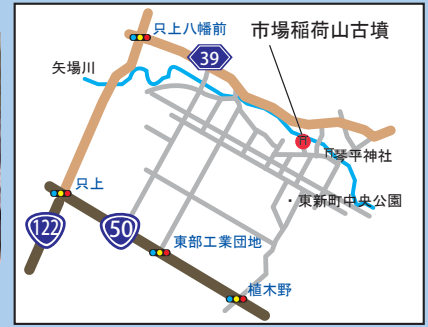 只上八幡前
市場稲荷山古墳
39
矢場川
琴平神社
只上
・東新町中央公園
122
50
東部工業団地
植木野